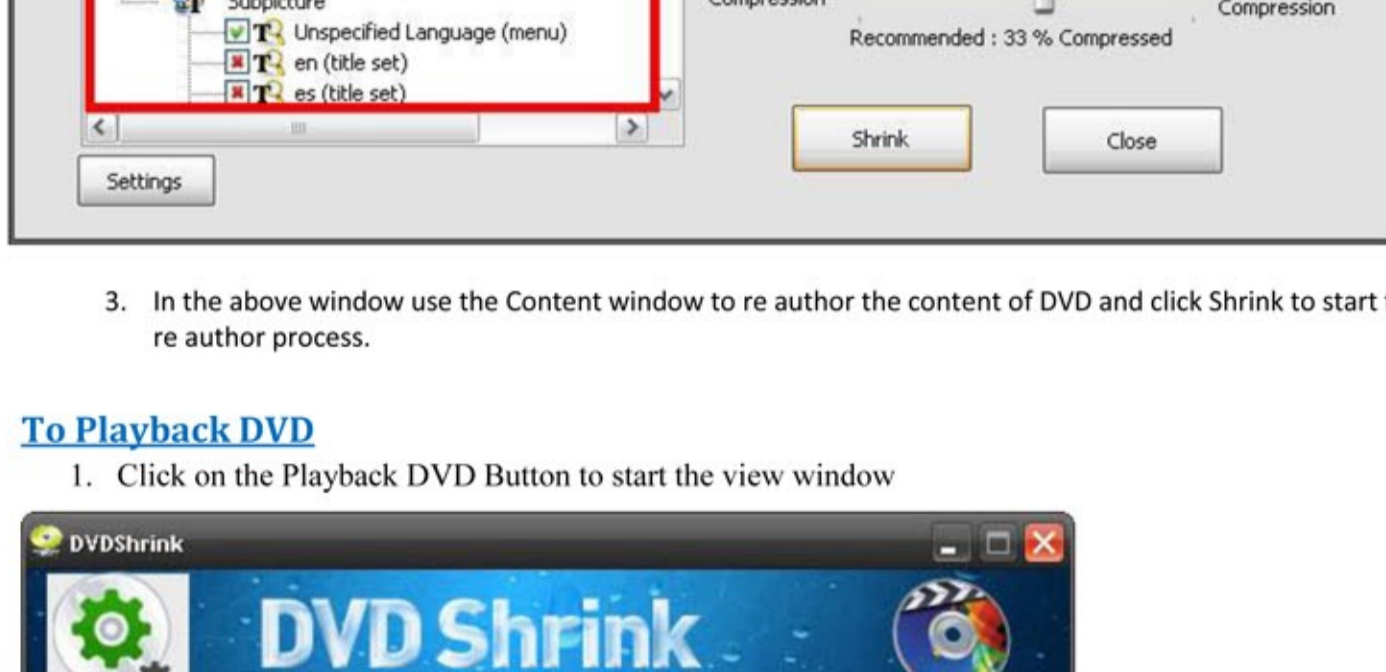 Subpicture
Compression
Compression
Unspecified Language (menu)
Recommended : 33 % Compressed
en (title set)
es (title set)
Shrink
Close
Settings
3. In the above window use the Content window to re author the content of DVD and click Shrink to start
re author process.
To Playback DVD
1. Click on the Playback DVD Button to start the view window
DVDShrink
DVD Shrink